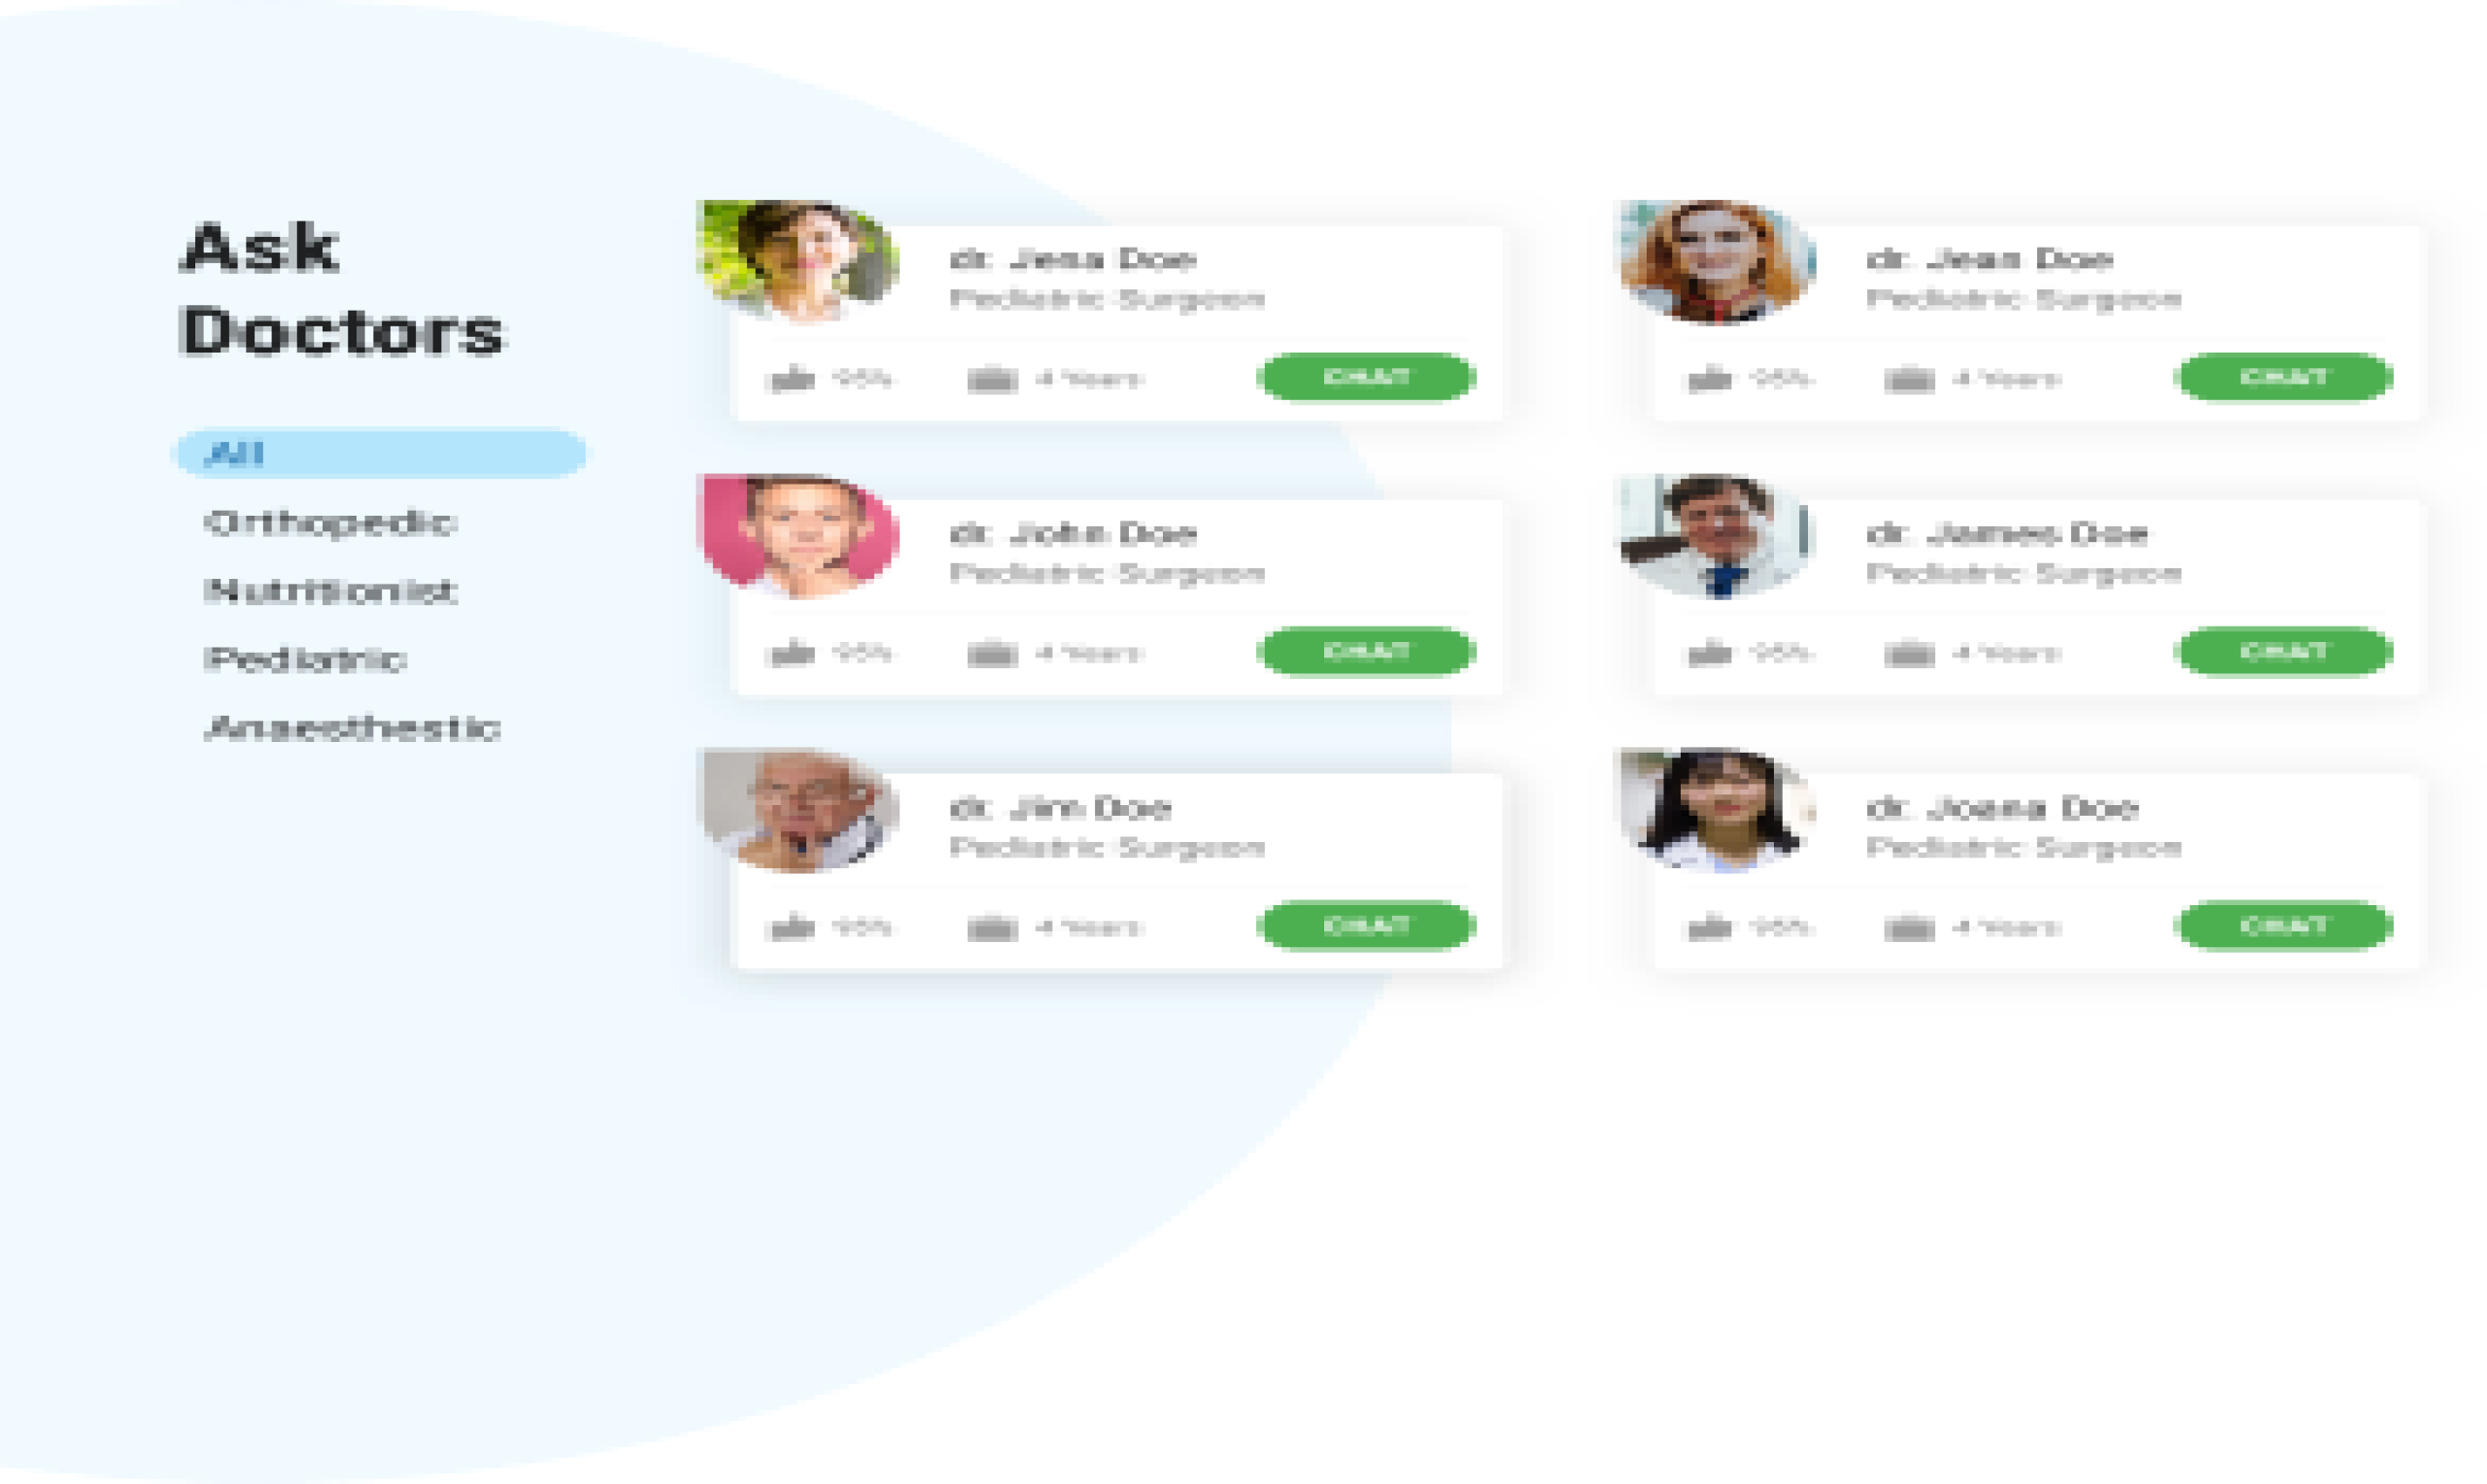 Ask
Doctors
All
Orthopedic
Nutritionist
Pediatric
Anaesthestic
dr. Jena Doe
Pediatric Surgeon
95% 4 Years CHAT
dr. Jean Doe
Pediatric Surgeon
95% 4 Years CHAT
dr. John Doe
Pediatric Surgeon
95% 4 Years CHAT
dr. James Doe
Pediatric Surgeon
95% 4 Years CHAT
dr. Jim Doe
Pediatric Surgeon
95% 4 Years CHAT
dr. Joana Doe
Pediatric Surgeon
95% 4 Years CHAT